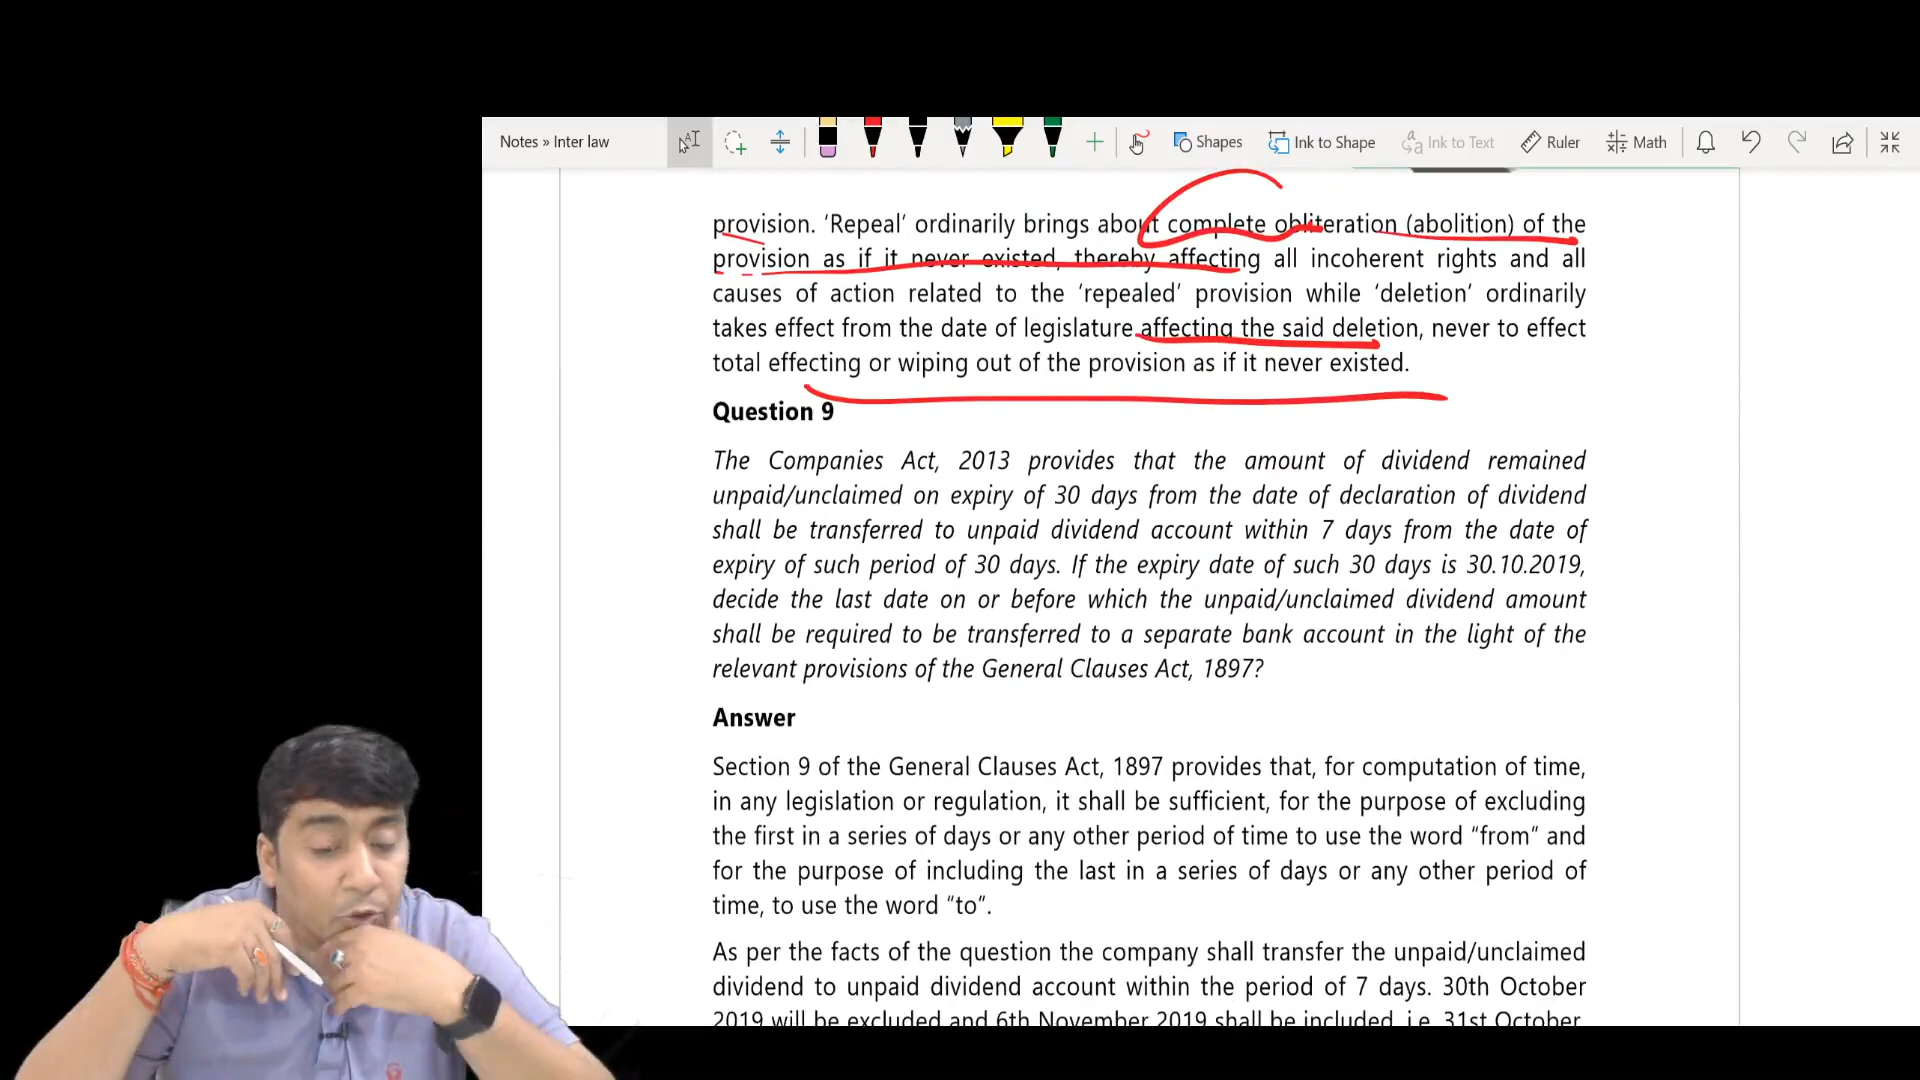 Notes » Inter law
Shapes
Ink to Shape
Ink to Text
Ruler
Math
provision. ‘Repeal’ ordinarily brings about complete obliteration (abolition) of the
provision as if it never existed, thereby affecting all incoherent rights and all
causes of action related to the ‘repealed’ provision while ‘deletion’ ordinarily
takes effect from the date of legislature affecting the said deletion, never to effect
total effecting or wiping out of the provision as if it never existed.
Question 9
The Companies Act, 2013 provides that the amount of dividend remained
unpaid/unclaimed on expiry of 30 days from the date of declaration of dividend
shall be transferred to unpaid dividend account within 7 days from the date of
expiry of such period of 30 days. If the expiry date of such 30 days is 30.10.2019,
decide the last date on or before which the unpaid/unclaimed dividend amount
shall be required to be transferred to a separate bank account in the light of the
relevant provisions of the General Clauses Act, 1897?
Answer
Section 9 of the General Clauses Act, 1897 provides that, for computation of time,
in any legislation or regulation, it shall be sufficient, for the purpose of excluding
the first in a series of days or any other period of time to use the word “from” and
for the purpose of including the last in a series of days or any other period of
time, to use the word “to”.
As per the facts of the question the company shall transfer the unpaid/unclaimed
dividend to unpaid dividend account within the period of 7 days. 30th October
2019 will be excluded and 6th November 2019 shall be included, i.e. 31st October,